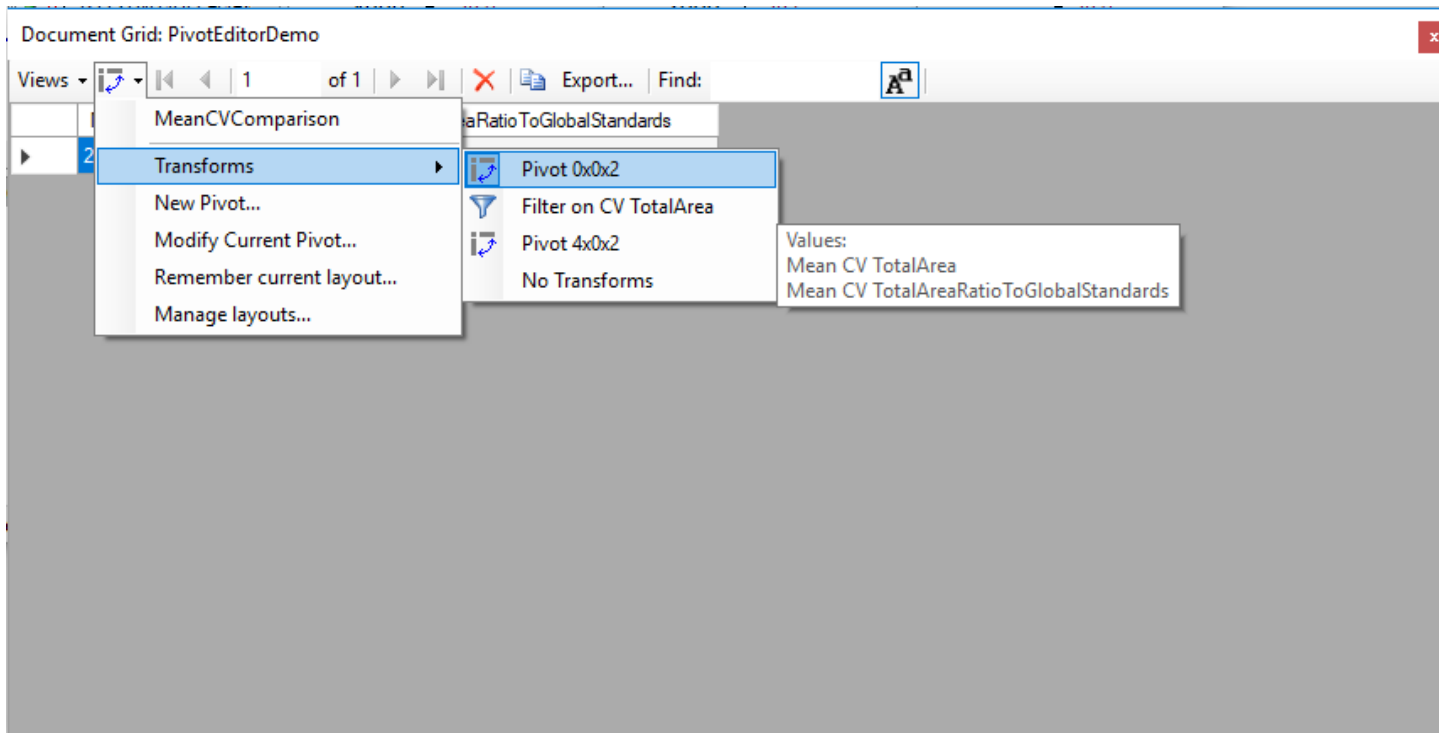 Document Grid: PivotEditorDemo
x
Views 1 of 1 Export... Find: Aa
MeanCVComparison
Transforms
New Pivot...
Modify Current Pivot...
Remember current layout...
Manage layouts...
Pivot 0x0x2
Filter on CV TotalArea
Pivot 4x0x2
No Transforms
Values:
Mean CV TotalArea
Mean CV TotalAreaRatioToGlobalStandards
2